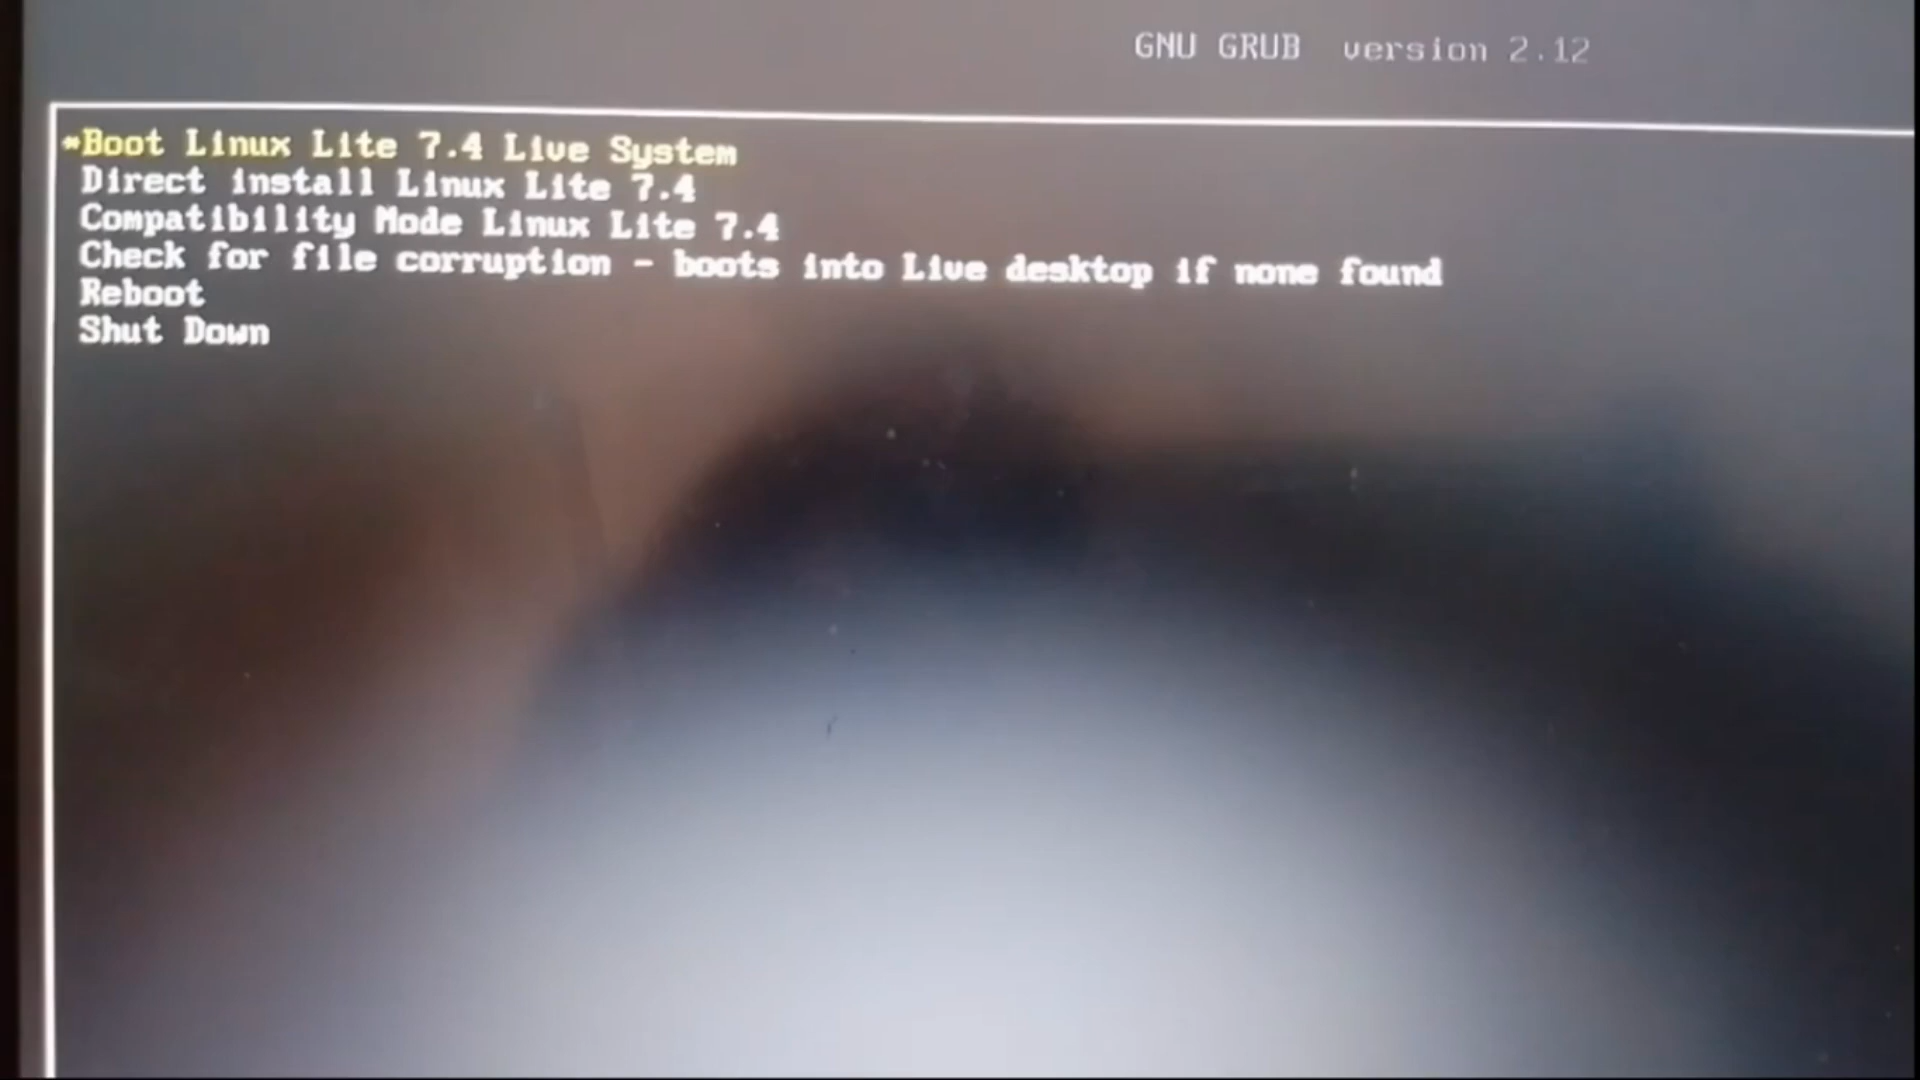 GNU GRUB version 2.12
*Boot Linux Lite 7.4 Live System
Direct install Linux Lite 7.4
Compatibility Mode Linux Lite 7.4
Check for file corruption - boots into Live desktop if none found
Reboot
Shut Down